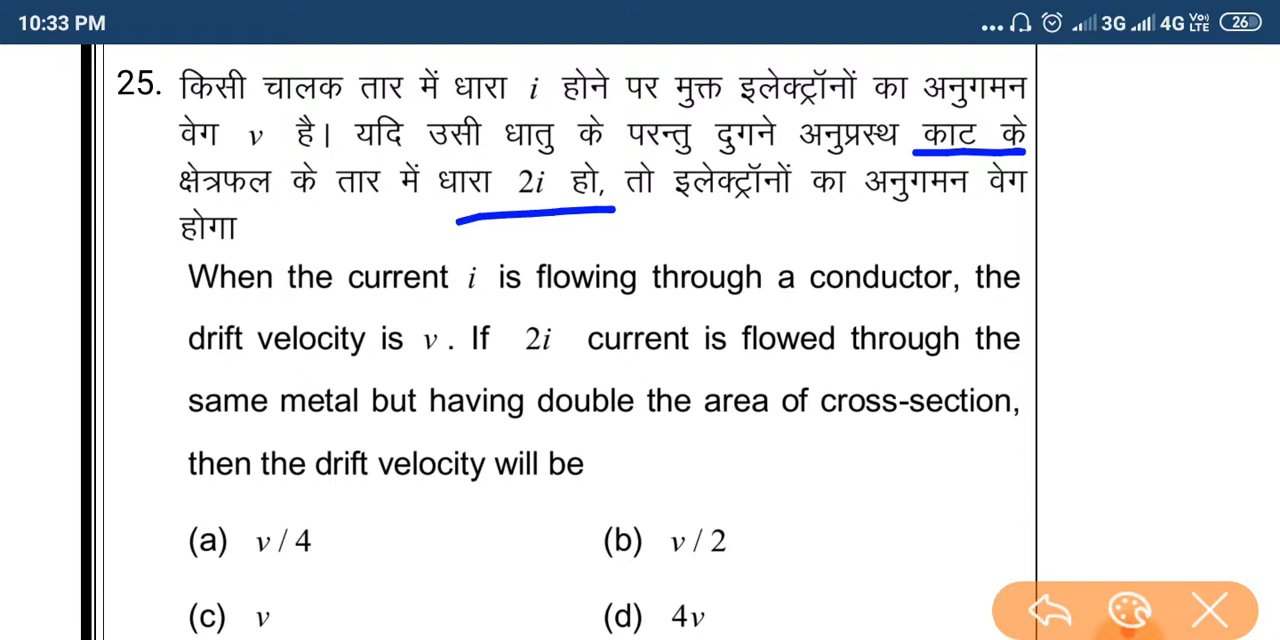 10:33 PM ... 3G 4G Vo) LTE 26
25. किसी चालक तार में धारा i होने पर मुक्त इलेक्ट्रॉनों का अनुगमन
वेग v है। यदि उसी धातु के परन्तु दुगने अनुप्रस्थ काट के
क्षेत्रफल के तार में धारा 2i हो, तो इलेक्ट्रॉनों का अनुगमन वेग
होगा
When the current i is flowing through a conductor, the
drift velocity is v . If 2i current is flowed through the
same metal but having double the area of cross-section,
then the drift velocity will be
(a) v / 4 (b) v / 2
(c) v (d) 4v